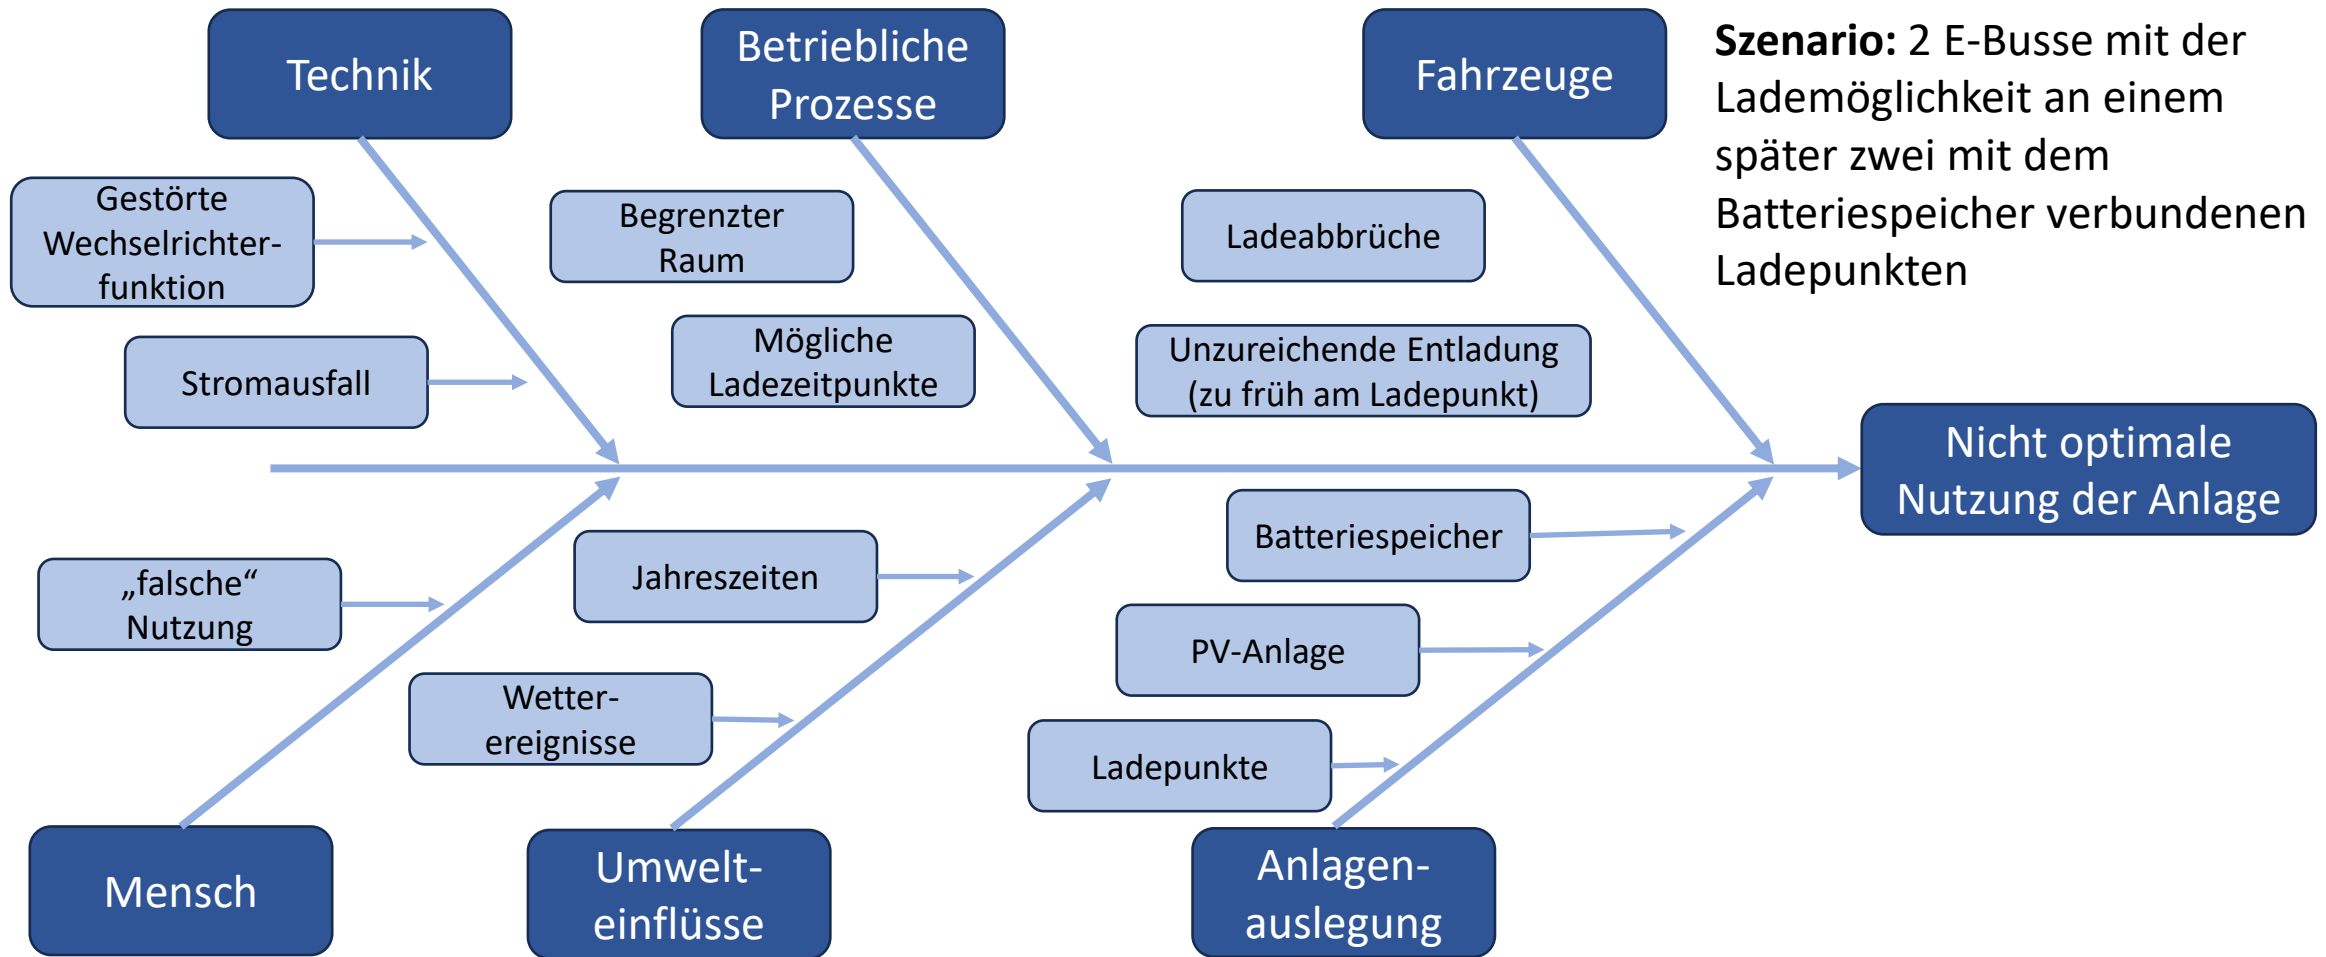 Technik
Betriebliche
Prozesse
Fahrzeuge
Szenario: 2 E-Busse mit der
Lademöglichkeit an einem
später zwei mit dem
Batteriespeicher verbundenen
Ladepunkten
Gestörte
Wechselrichter-
funktion
Stromausfall
Begrenzter
Raum
Mögliche
Ladezeitpunkte
Ladeabbrüche
Unzureichende Entladung
(zu früh am Ladepunkt)
Nicht optimale
Nutzung der Anlage
„falsche“
Nutzung
Jahreszeiten
Wetter-
ereignisse
Batteriespeicher
PV-Anlage
Ladepunkte
Mensch
Umwelt-
einflüsse
Anlagen-
auslegung